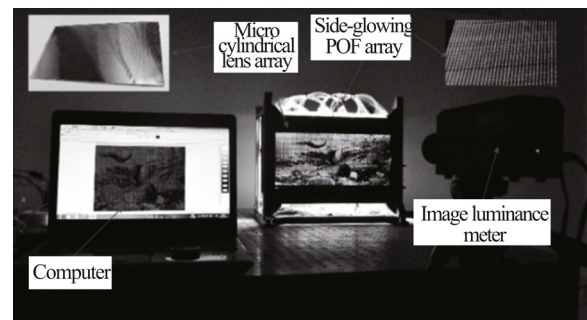 Micro
cylindrical
lens array
Side-glowing
POF array
Image luminance
meter
Computer